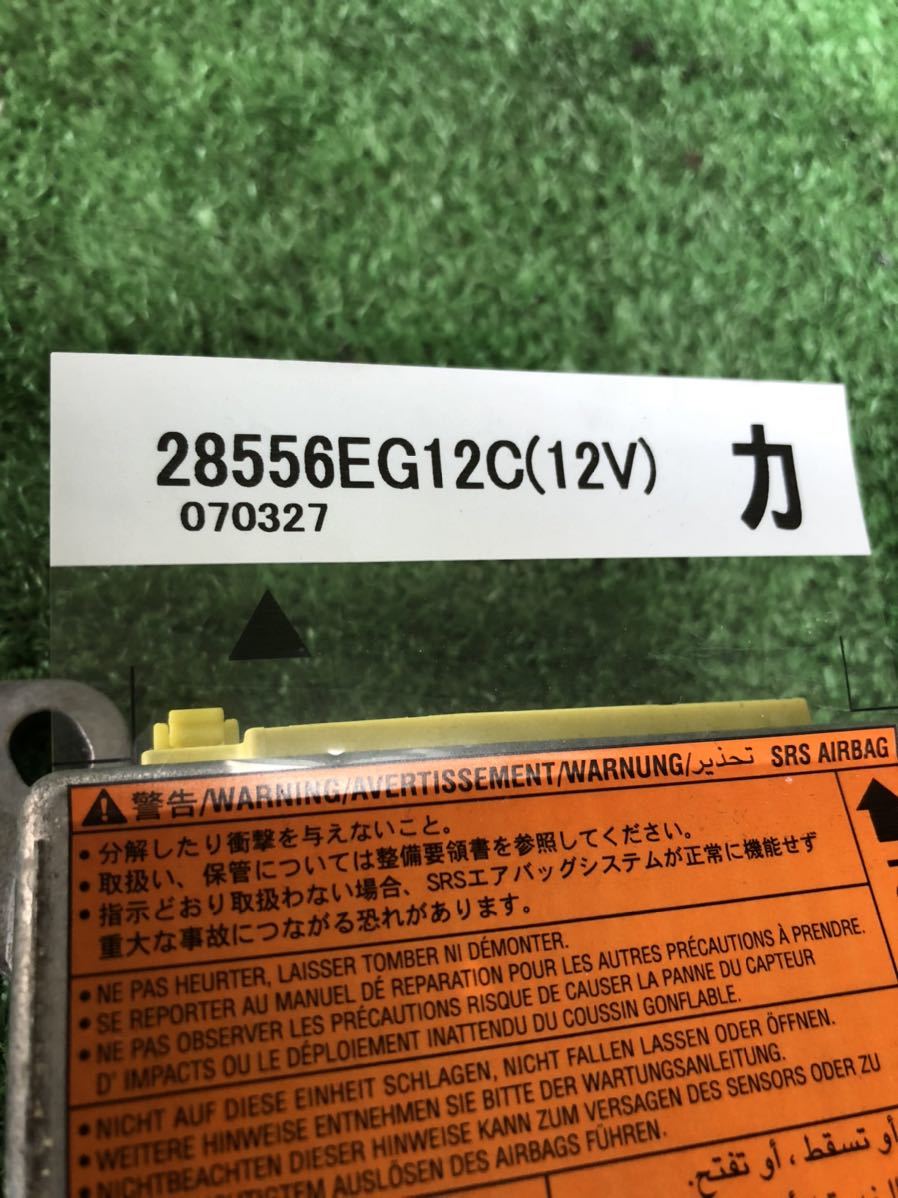 28556EG12C(12V) カ
070327
警告/WARNING/AVERTISSEMENT/WARNUNG/تحذير SRS AIRBAG
・分解したり衝撃を与えないこと。
・取扱い、保管については整備要領書を参照してください。
・指示どおり取扱わない場合、SRSエアバッグシステムが正常に機能せず
重大な事故につながる恐れがあります。
• NE PAS HEURTER, LAISSER TOMBER NI DÉMONTER.
• SE REPORTER AU MANUEL DÉ REPARATION POUR LES AUTRES PRÉCAUTIONS À PRENDRE.
• NE PAS OBSERVER LES PRÉCAUTIONS RISQUE DE CAUSER LA PANNE DU CAPTEUR
D' IMPACTS OU LE DÉPLOIEMENT INATTENDU DU COUSSIN GONFLABLE.
• NICHT AUF DIESE EINHEIT SCHLAGEN, NICHT FALLEN LASSEN ODER ÖFFNEN.
• WEITERE HINWEISE ENTNEHMEN SIE BITTE DER WARTUNGSANLEITUNG.
• NICHTBEACHTEN DIESER HINWEISE KANN ZUM VERSAGEN DES SENSORS ODER ZU
AUSLÖSEN DES AIRBAGS FÜHREN.
أو تسقط، أو تفتح.